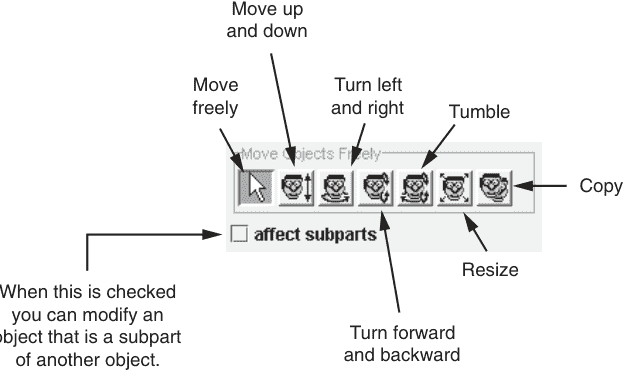 Move up
and down
Move
freely
Turn left
and right
Tumble
Move Objects Freely
Copy
affect subparts
Resize
When this is checked
you can modify an
object that is a subpart
of another object.
Turn forward
and backward